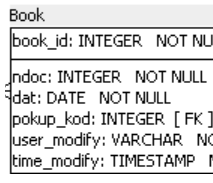 Book
book_id: INTEGER NOT NU
ndoc: INTEGER NOT NULL
dat: DATE NOT NULL
pokup_kod: INTEGER [ FK ]
user_modify: VARCHAR NO
time_modify: TIMESTAMP